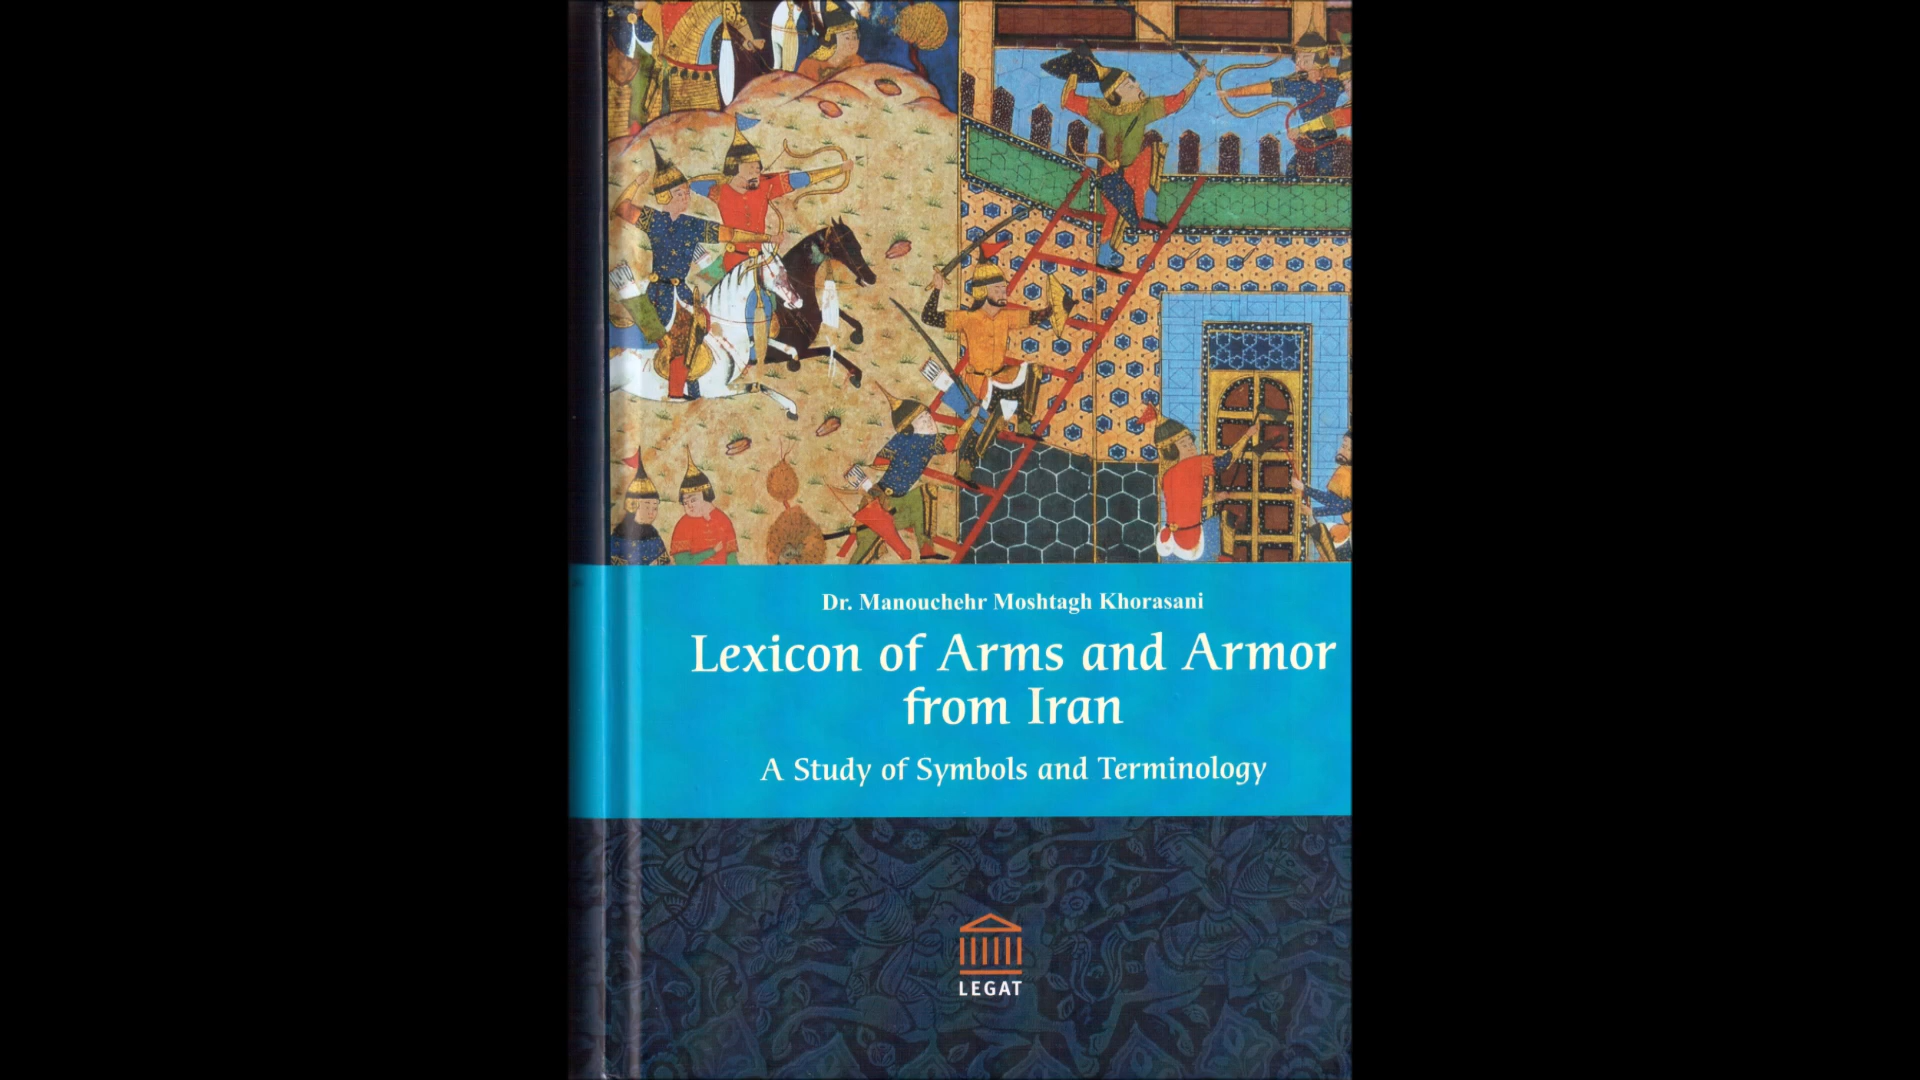 Dr. Manouchehr Moshtagh Khorasani
Lexicon of Arms and Armor
from Iran
A Study of Symbols and Terminology
LEGAT